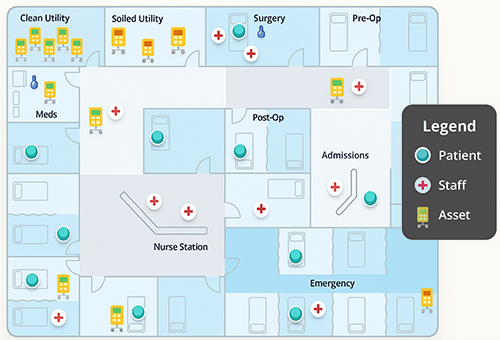 Clean Utility
Soiled Utility
Surgery
Pre-Op
Meds
Post-Op
Admissions
Nurse Station
Emergency
Legend
Patient
Staff
Asset